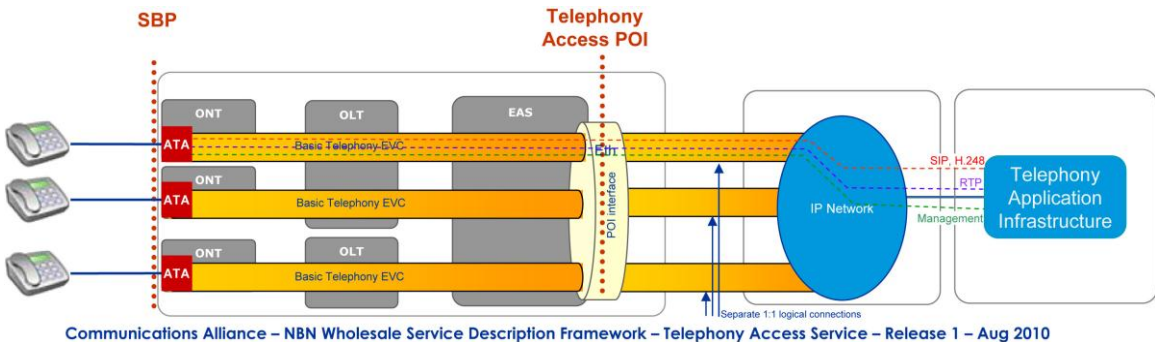 SBP
Telephony
Access POI
ONT
OLT
EAS
ATA
Basic Telephony EVC
Eth
SIP, H.248
RTP
Management
Telephony
Application
Infrastructure
ONT
ATA
Basic Telephony EVC
POI interface
IP Network
ONT
OLT
ATA
Basic Telephony EVC
Separate 1:1 logical connections
Communications Alliance – NBN Wholesale Service Description Framework – Telephony Access Service – Release 1 – Aug 2010